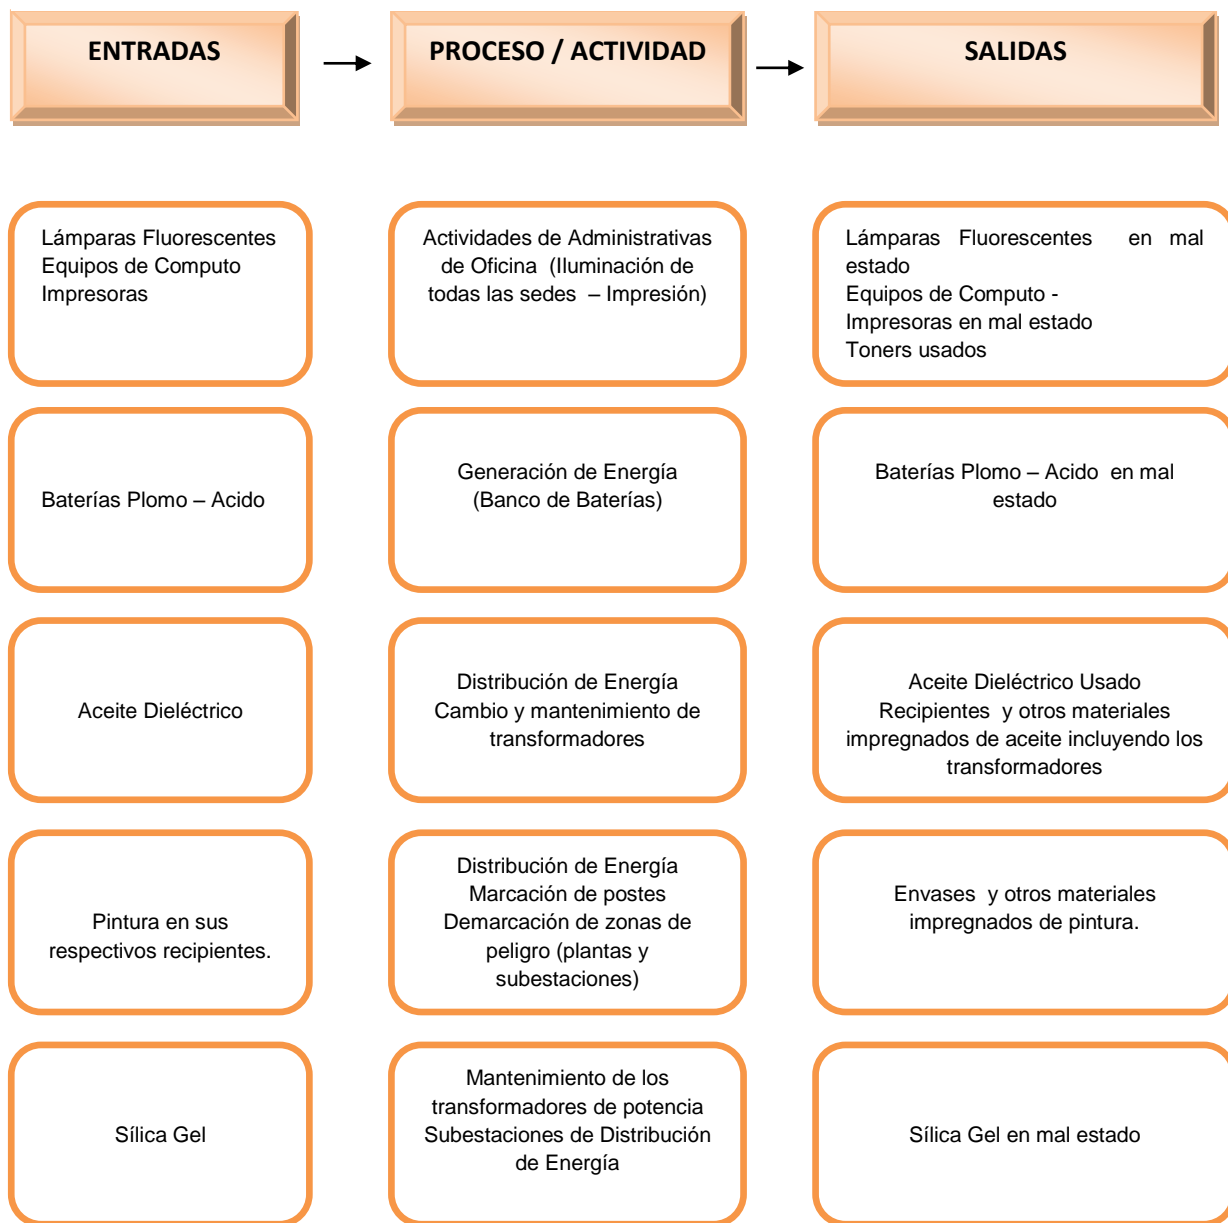 ENTRADAS
PROCESO / ACTIVIDAD
SALIDAS
Lámparas Fluorescentes
Equipos de Computo
Impresoras
Actividades de Administrativas
de Oficina (Iluminación de
todas las sedes – Impresión)
Lámparas Fluorescentes en mal
estado
Equipos de Computo -
Impresoras en mal estado
Toners usados
Baterías Plomo – Acido
Generación de Energía
(Banco de Baterías)
Baterías Plomo – Acido en mal
estado
Aceite Dieléctrico
Distribución de Energía
Cambio y mantenimiento de
transformadores
Aceite Dieléctrico Usado
Recipientes y otros materiales
impregnados de aceite incluyendo los
transformadores
Pintura en sus
respectivos recipientes.
Distribución de Energía
Marcación de postes
Demarcación de zonas de
peligro (plantas y
subestaciones)
Envases y otros materiales
impregnados de pintura.
Sílica Gel
Mantenimiento de los
transformadores de potencia
Subestaciones de Distribución
de Energía
Sílica Gel en mal estado